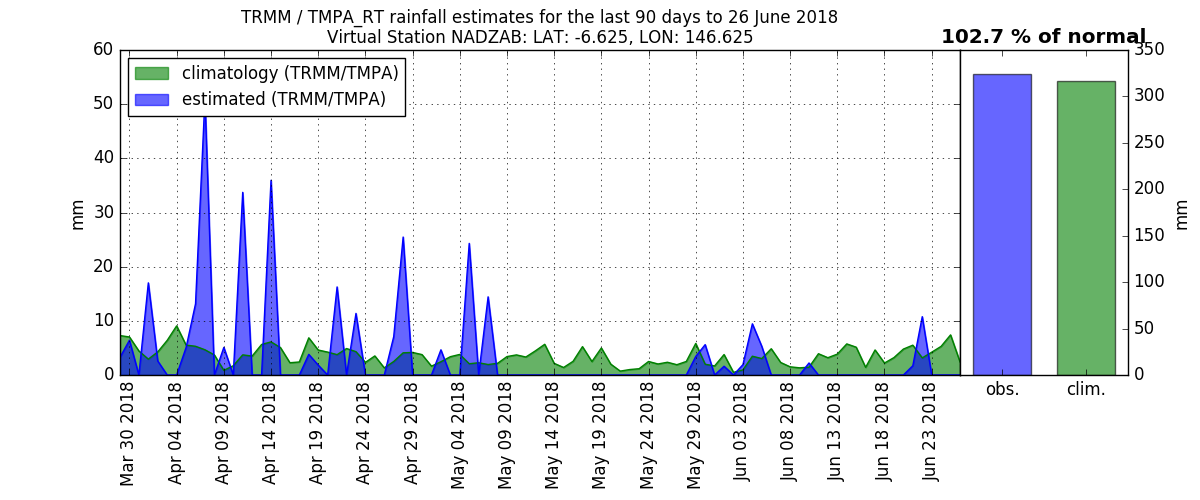 TRMM / TMPA_RT rainfall estimates for the last 90 days to 26 June 2018
Virtual Station NADZAB: LAT: -6.625, LON: 146.625
102.7 % of normal
climatology (TRMM/TMPA)
estimated (TRMM/TMPA)
mm
60
50
40
30
20
10
0
350
300
250
200
150
100
50
0
mm
Mar 30 2018
Apr 04 2018
Apr 09 2018
Apr 14 2018
Apr 19 2018
Apr 24 2018
Apr 29 2018
May 04 2018
May 09 2018
May 14 2018
May 19 2018
May 24 2018
May 29 2018
Jun 03 2018
Jun 08 2018
Jun 13 2018
Jun 18 2018
Jun 23 2018
obs.
clim.